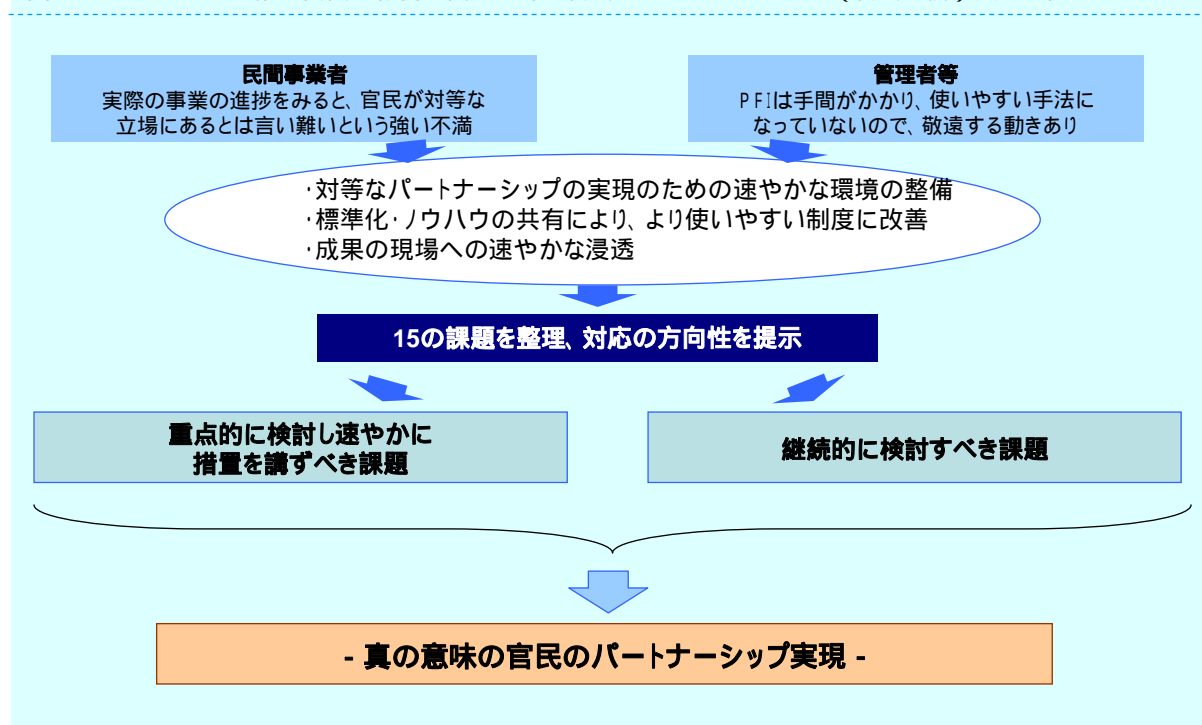 民間事業者
実際の事業の進捗をみると、官民が対等な
立場にあるとは言い難いという強い不満
管理者等
PFIは手間がかかり、使いやすい手法に
なっていないので、敬遠する動きあり
・対等なパートナーシップの実現のための速やかな環境の整備
・標準化・ノウハウの共有により、より使いやすい制度に改善
・成果の現場への速やかな浸透
15の課題を整理、対応の方向性を提示
重点的に検討し速やかに
措置を講ずべき課題
継続的に検討すべき課題
- 真の意味の官民のパートナーシップ実現 -